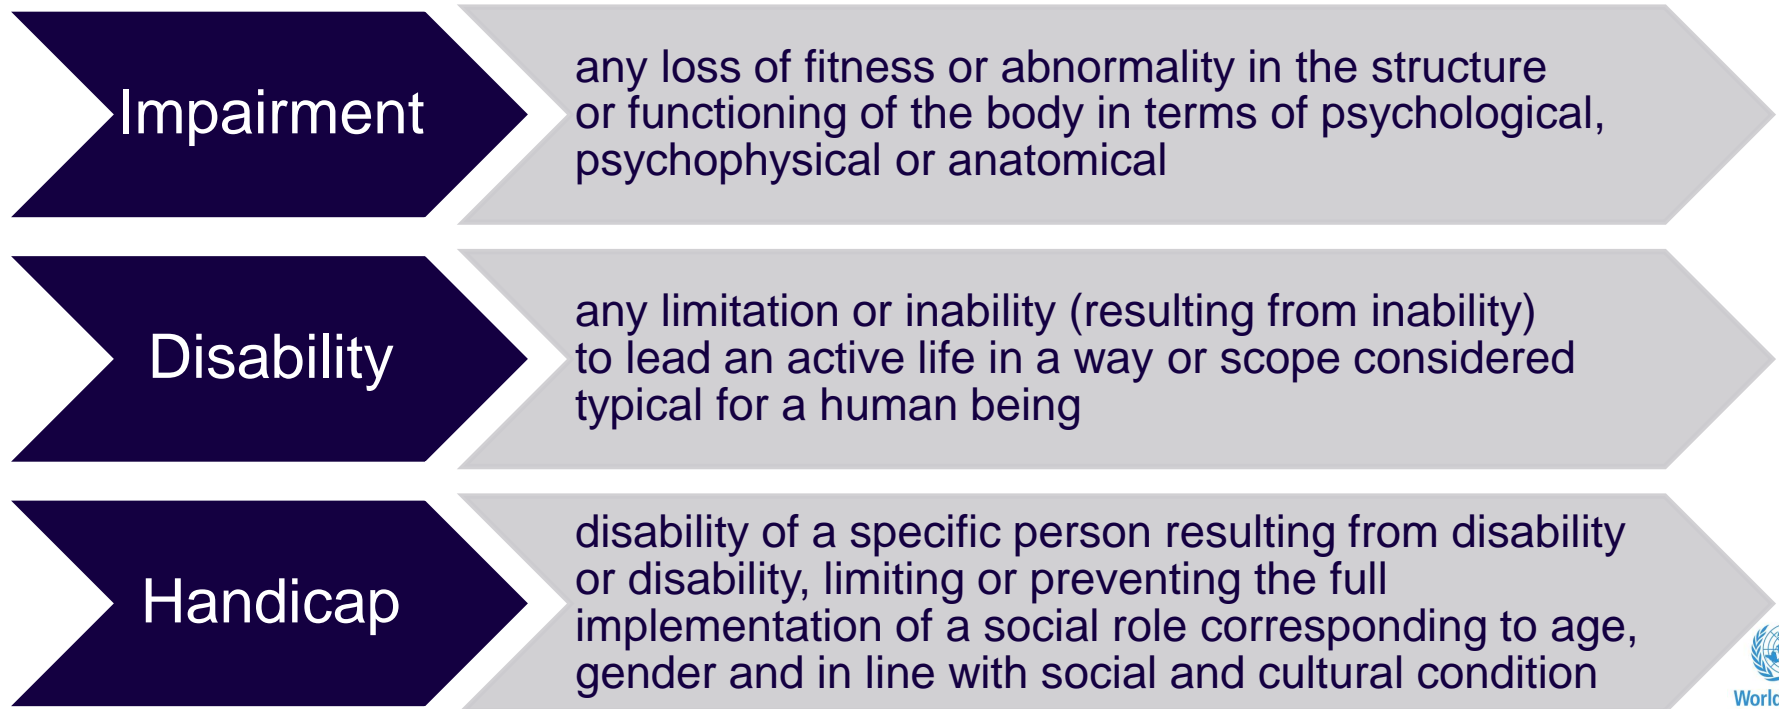 Impairment
any loss of fitness or abnormality in the structure
or functioning of the body in terms of psychological,
psychophysical or anatomical
Disability
any limitation or inability (resulting from inability)
to lead an active life in a way or scope considered
typical for a human being
Handicap
disability of a specific person resulting from disability
or disability, limiting or preventing the full
implementation of a social role corresponding to age,
gender and in line with social and cultural condition